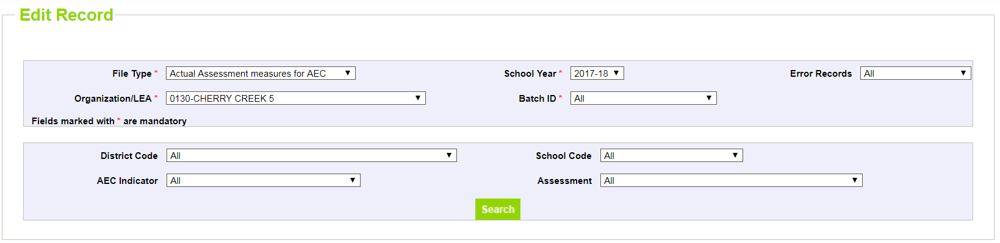 Edit Record
File Type * Actual Assessment measures for AEC School Year * 2017-18 Error Records All
Organization/LEA * 0130-CHERRY CREEK 5 Batch ID * All
Fields marked with * are mandatory
District Code All School Code All
AEC Indicator All Assessment All
Search